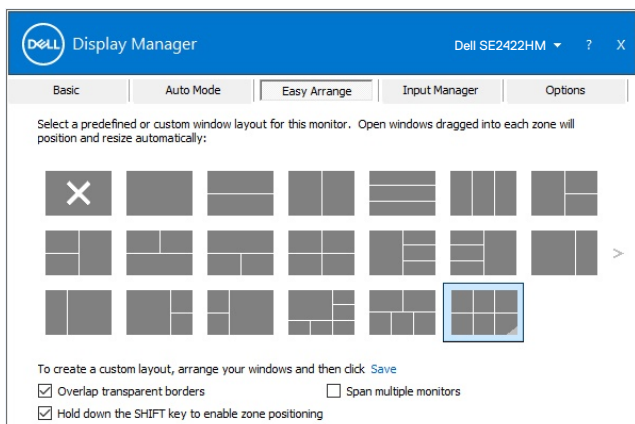 DELL Display Manager Dell SE2422HM ? X
Basic Auto Mode Easy Arrange Input Manager Options
Select a predefined or custom window layout for this monitor. Open windows dragged into each zone will
position and resize automatically:
>
To create a custom layout, arrange your windows and then click Save
Overlap transparent borders Span multiple monitors
Hold down the SHIFT key to enable zone positioning